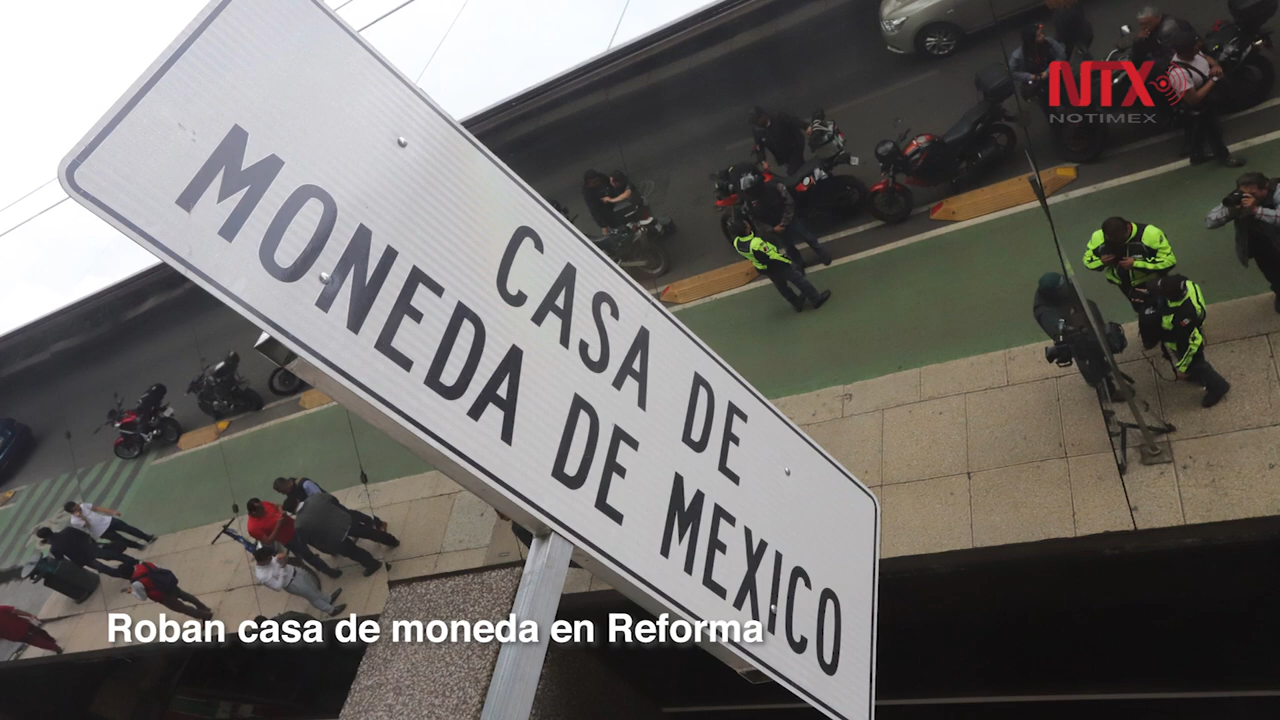 NTX
NOTIMEX
CASA DE
MONEDA DE MEXICO
Roban casa de moneda en Reforma